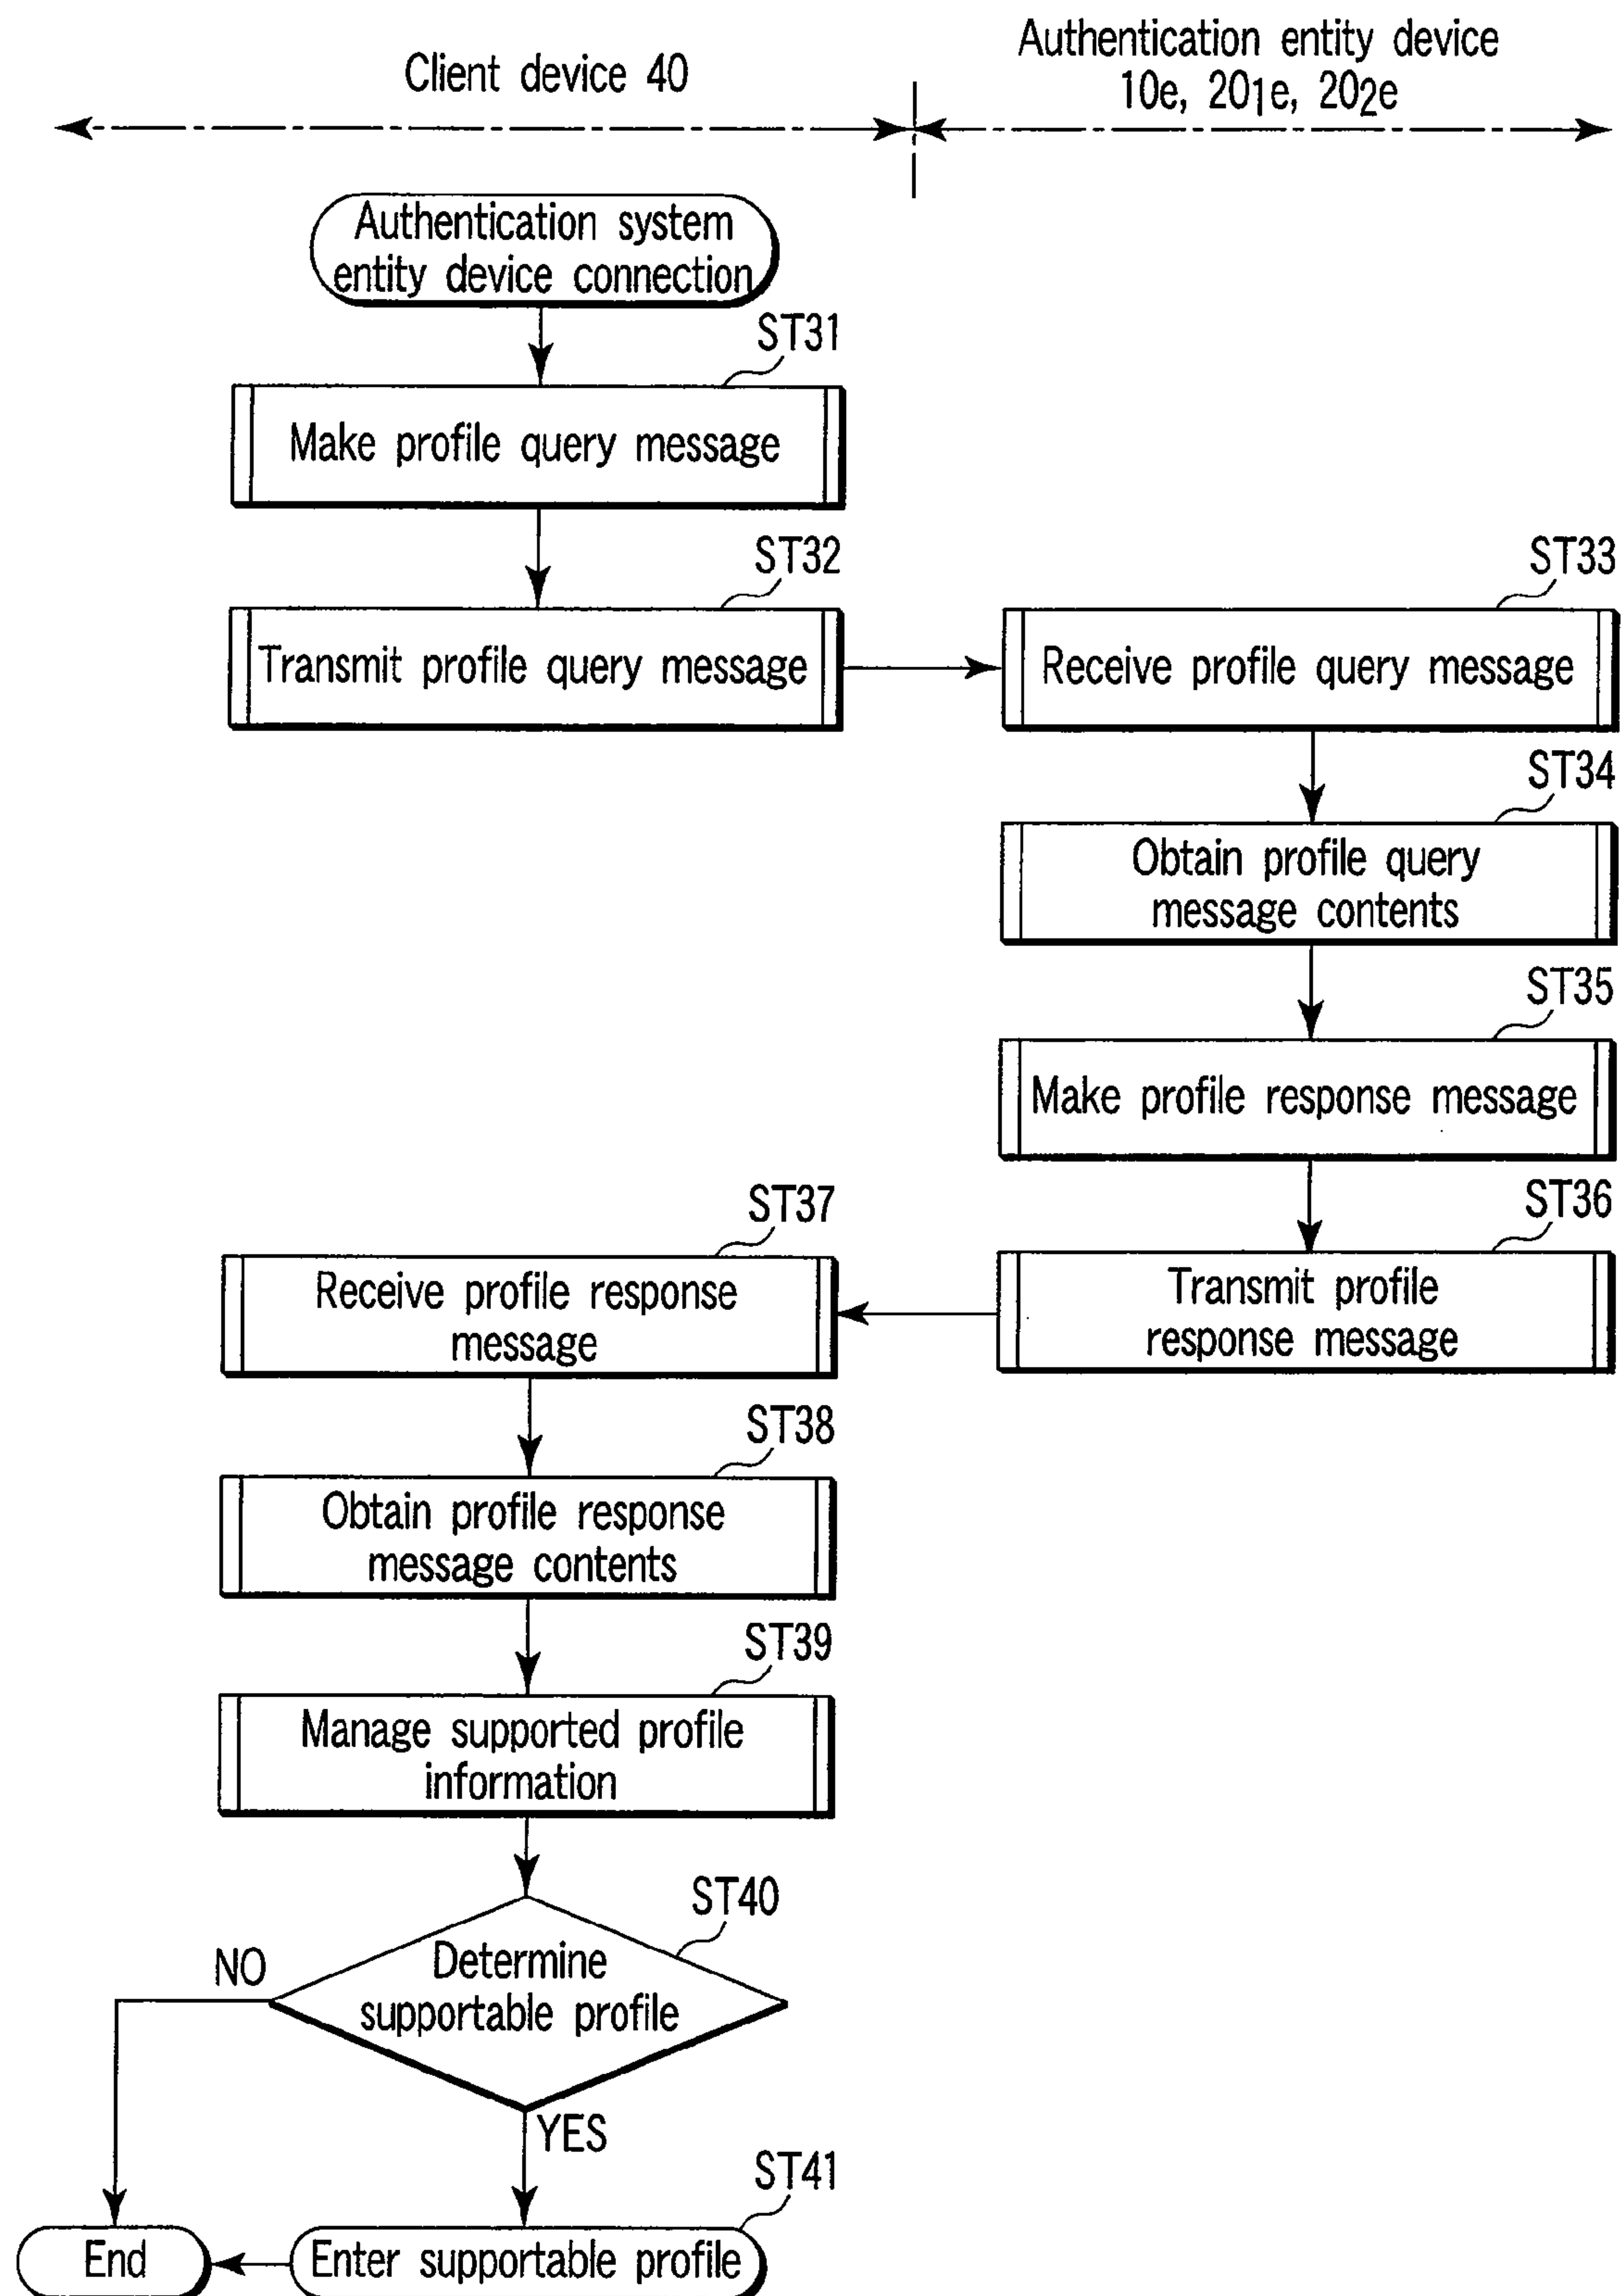 Client device 40
Authentication entity device
10e, 201e, 202e
Authentication system
entity device connection
ST31
Make profile query message
ST32
Transmit profile query message
ST33
Receive profile query message
ST34
Obtain profile query
message contents
ST35
Make profile response message
ST36
Transmit profile
response message
ST37
Receive profile response
message
ST38
Obtain profile response
message contents
ST39
Manage supported profile
information
ST40
Determine
supportable profile
NO
YES
ST41
Enter supportable profile
End